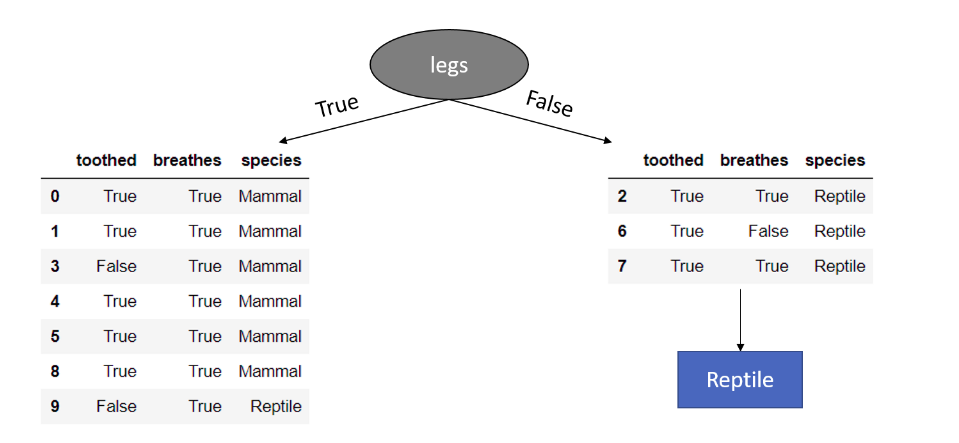 legs
True
False
toothed breathes species
0 True True Mammal
1 True True Mammal
3 False True Mammal
4 True True Mammal
5 True True Mammal
8 True True Mammal
9 False True Reptile
toothed breathes species
2 True True Reptile
6 True False Reptile
7 True True Reptile
Reptile